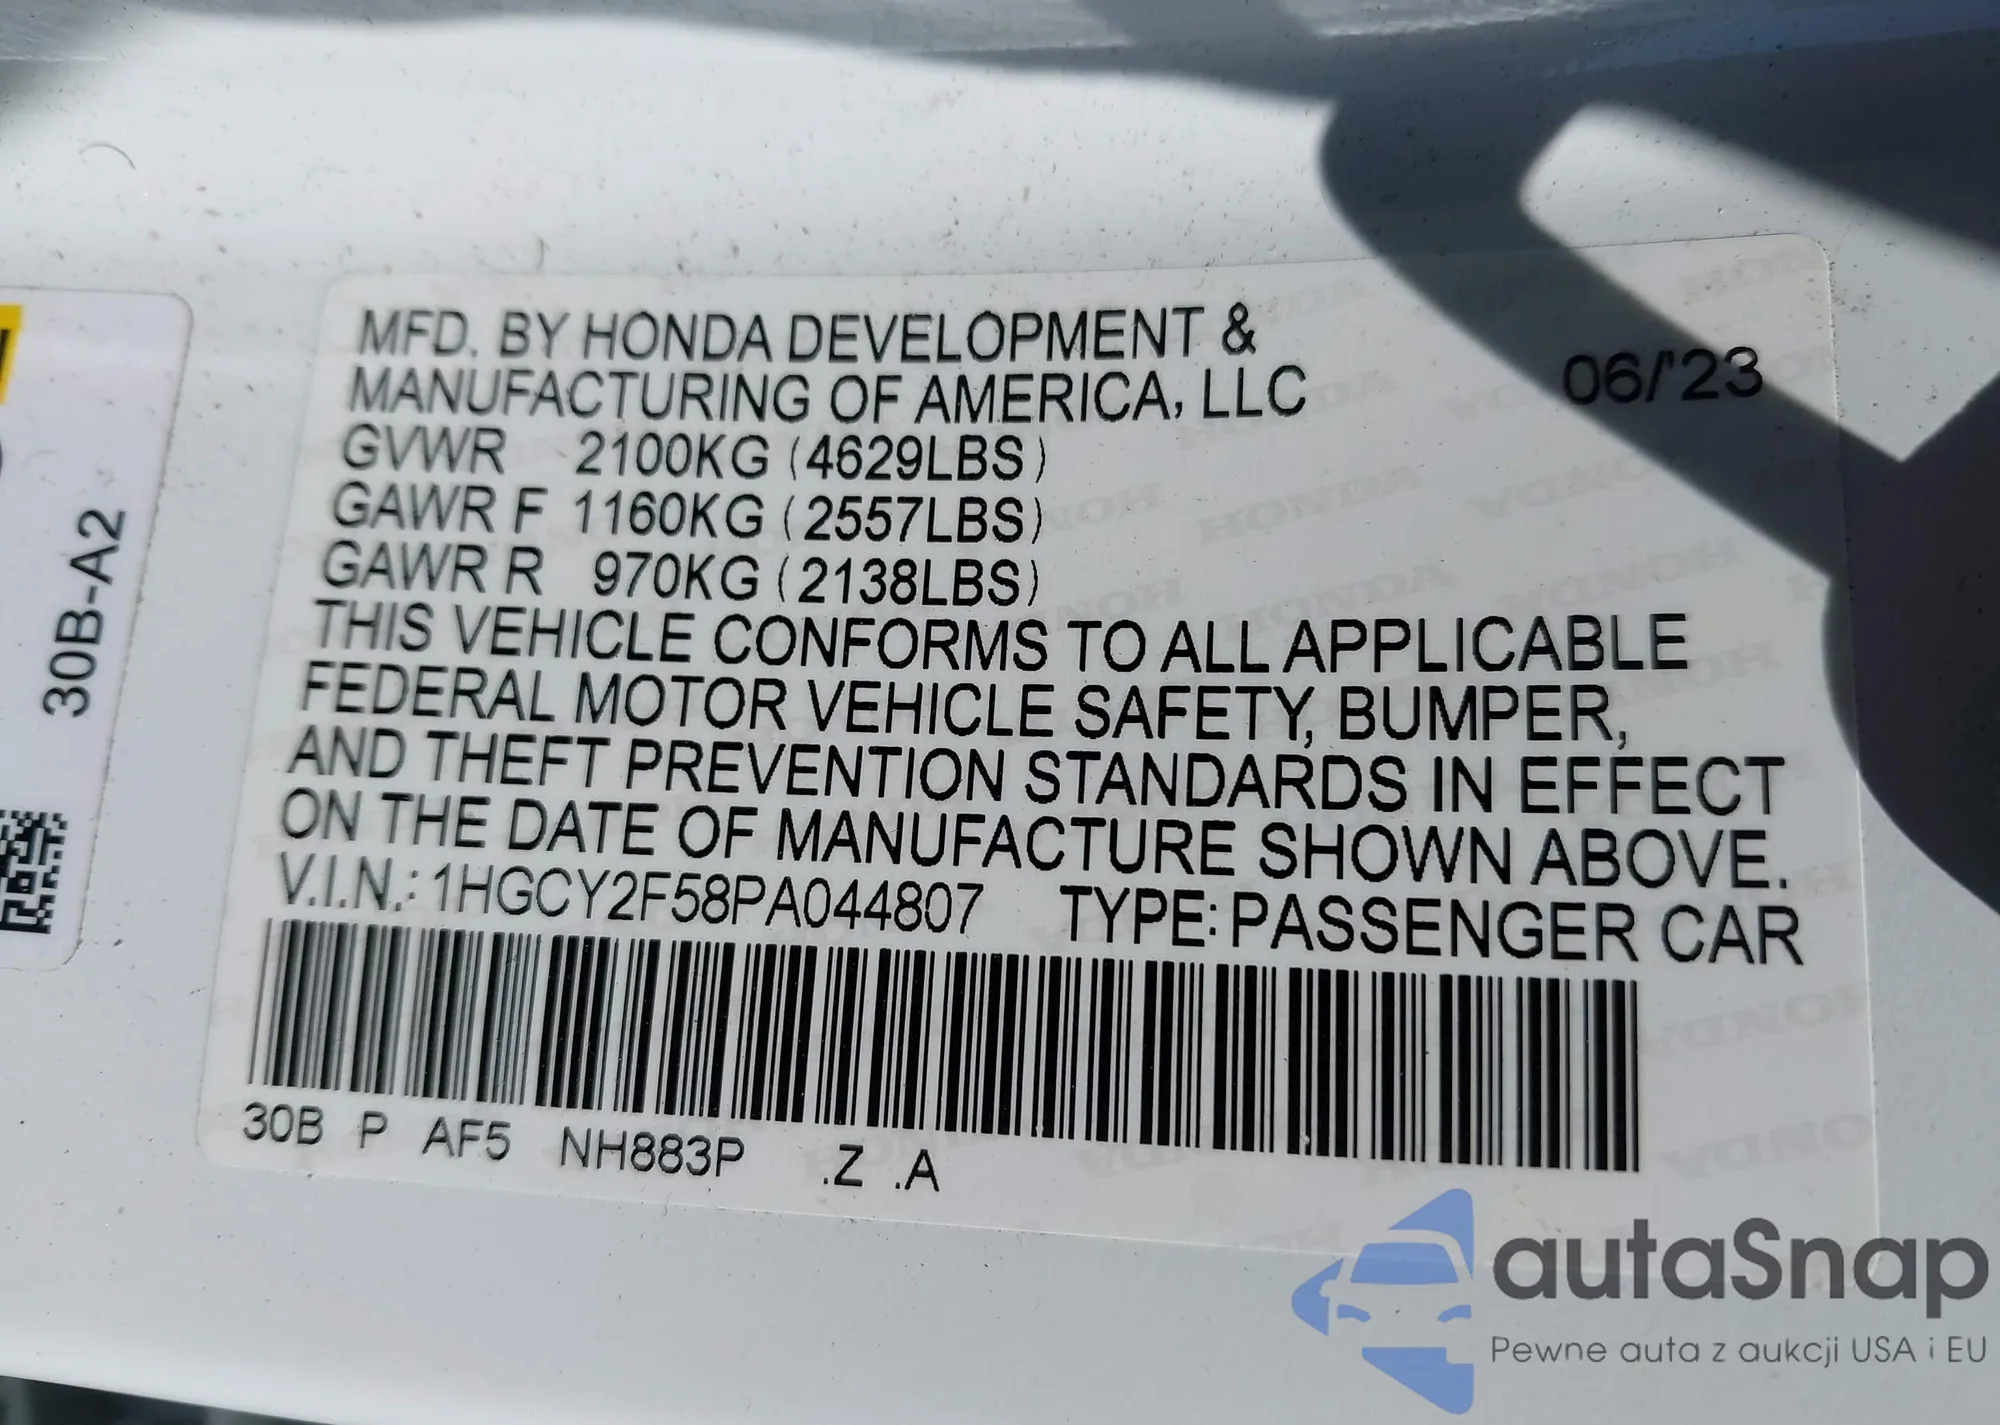 MFD. BY HONDA DEVELOPMENT &
MANUFACTURING OF AMERICA, LLC
06/'23
GVWR 2100KG (4629LBS)
GAWR F 1160KG (2557LBS)
GAWR R 970KG (2138LBS)
THIS VEHICLE CONFORMS TO ALL APPLICABLE
FEDERAL MOTOR VEHICLE SAFETY, BUMPER,
AND THEFT PREVENTION STANDARDS IN EFFECT
ON THE DATE OF MANUFACTURE SHOWN ABOVE.
V.I.N.: 1HGCY2F58PA044807 TYPE: PASSENGER CAR
30B P AF5 NH883P .Z .A
30B-A2
autaSnap
Pewne auta z aukcji USA i EU